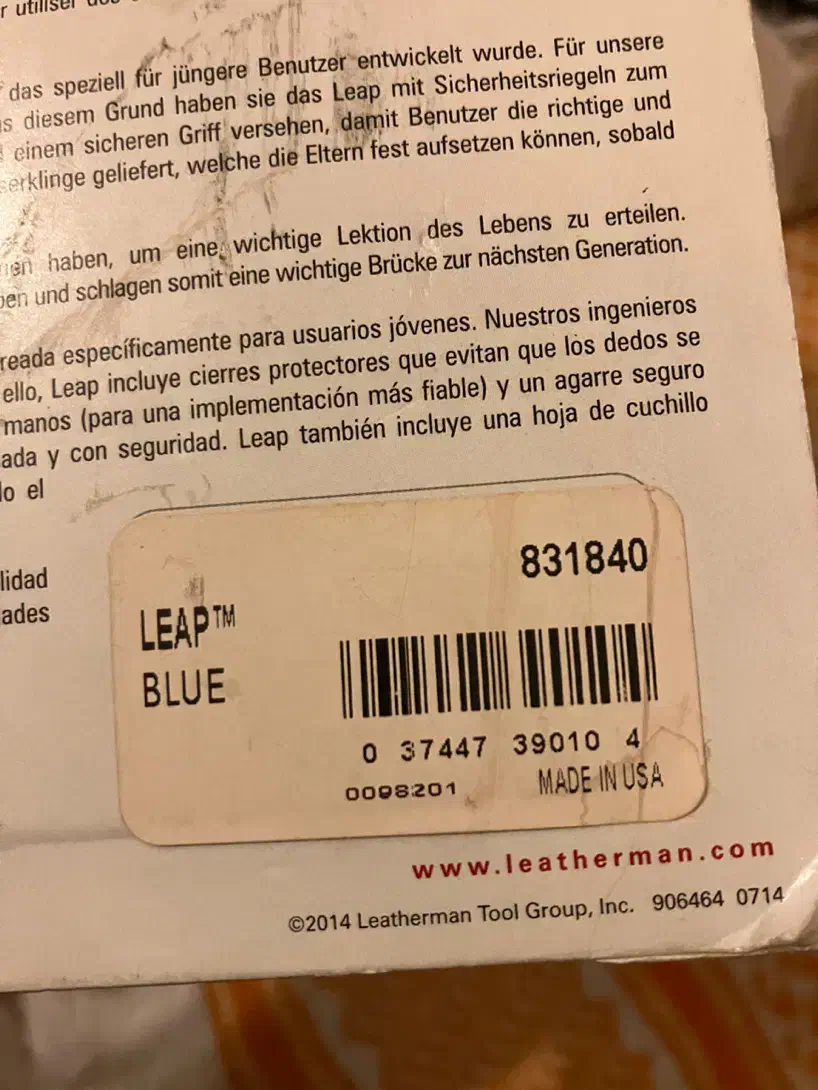 r utiliser
das speziell für jüngere Benutzer entwickelt wurde. Für unsere
s diesem Grund haben sie das Leap mit Sicherheitsriegeln zum
einem sicheren Griff versehen, damit Benutzer die richtige und
serklinge geliefert, welche die Eltern fest aufsetzen können, sobald
haben, um eine wichtige Lektion des Lebens zu erteilen.
ben und schlagen somit eine wichtige Brücke zur nächsten Generation.
reada específicamente para usuarios jóvenes. Nuestros ingenieros
ello, Leap incluye cierres protectores que evitan que los dedos se
manos (para una implementación más fiable) y un agarre seguro
ada y con seguridad. Leap también incluye una hoja de cuchillo
lo el
lidad
ades
831840
LEAP™
BLUE
0 37447 39010 4
0098201 MADE IN USA
www.leatherman.com
©2014 Leatherman Tool Group, Inc. 906464 0714